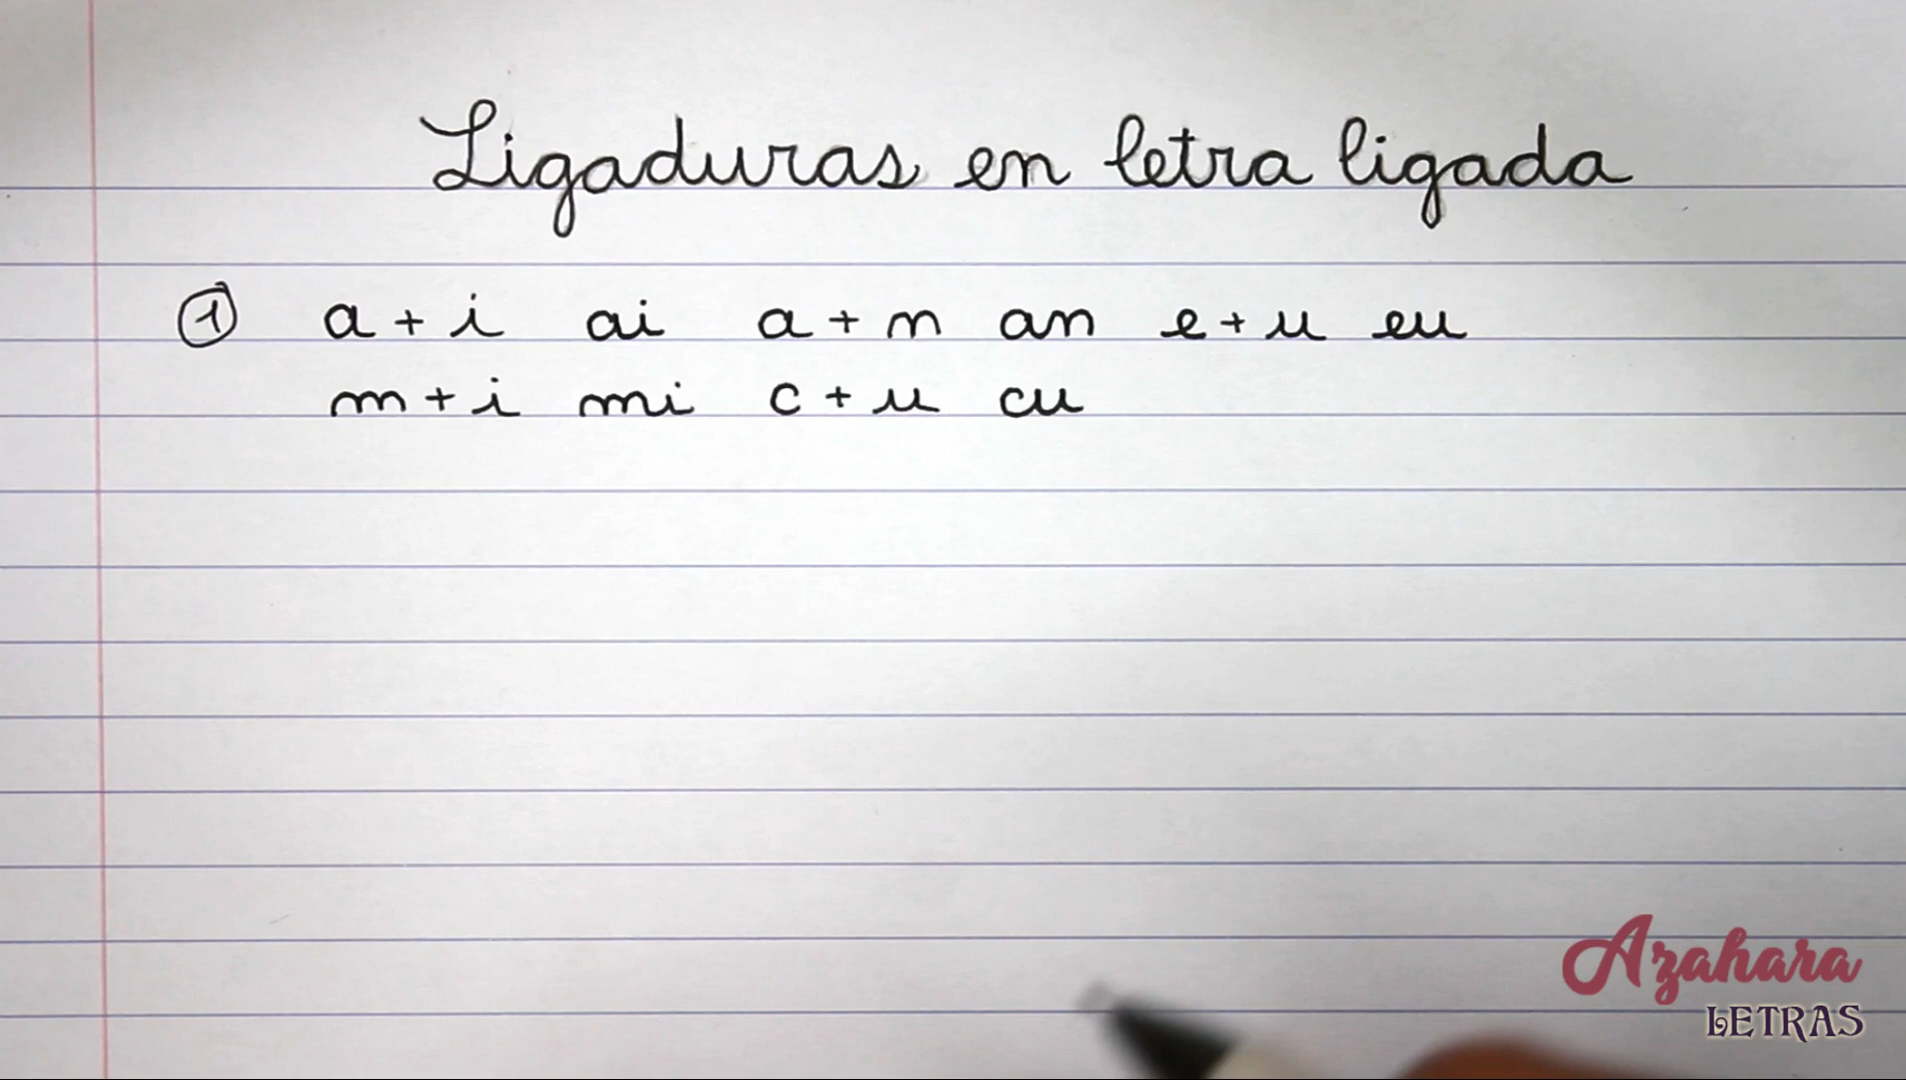 Ligaduras en letra ligada
① a + i ai a + n an e + u eu
m + i mi c + u cu
Azahara
LETRAS